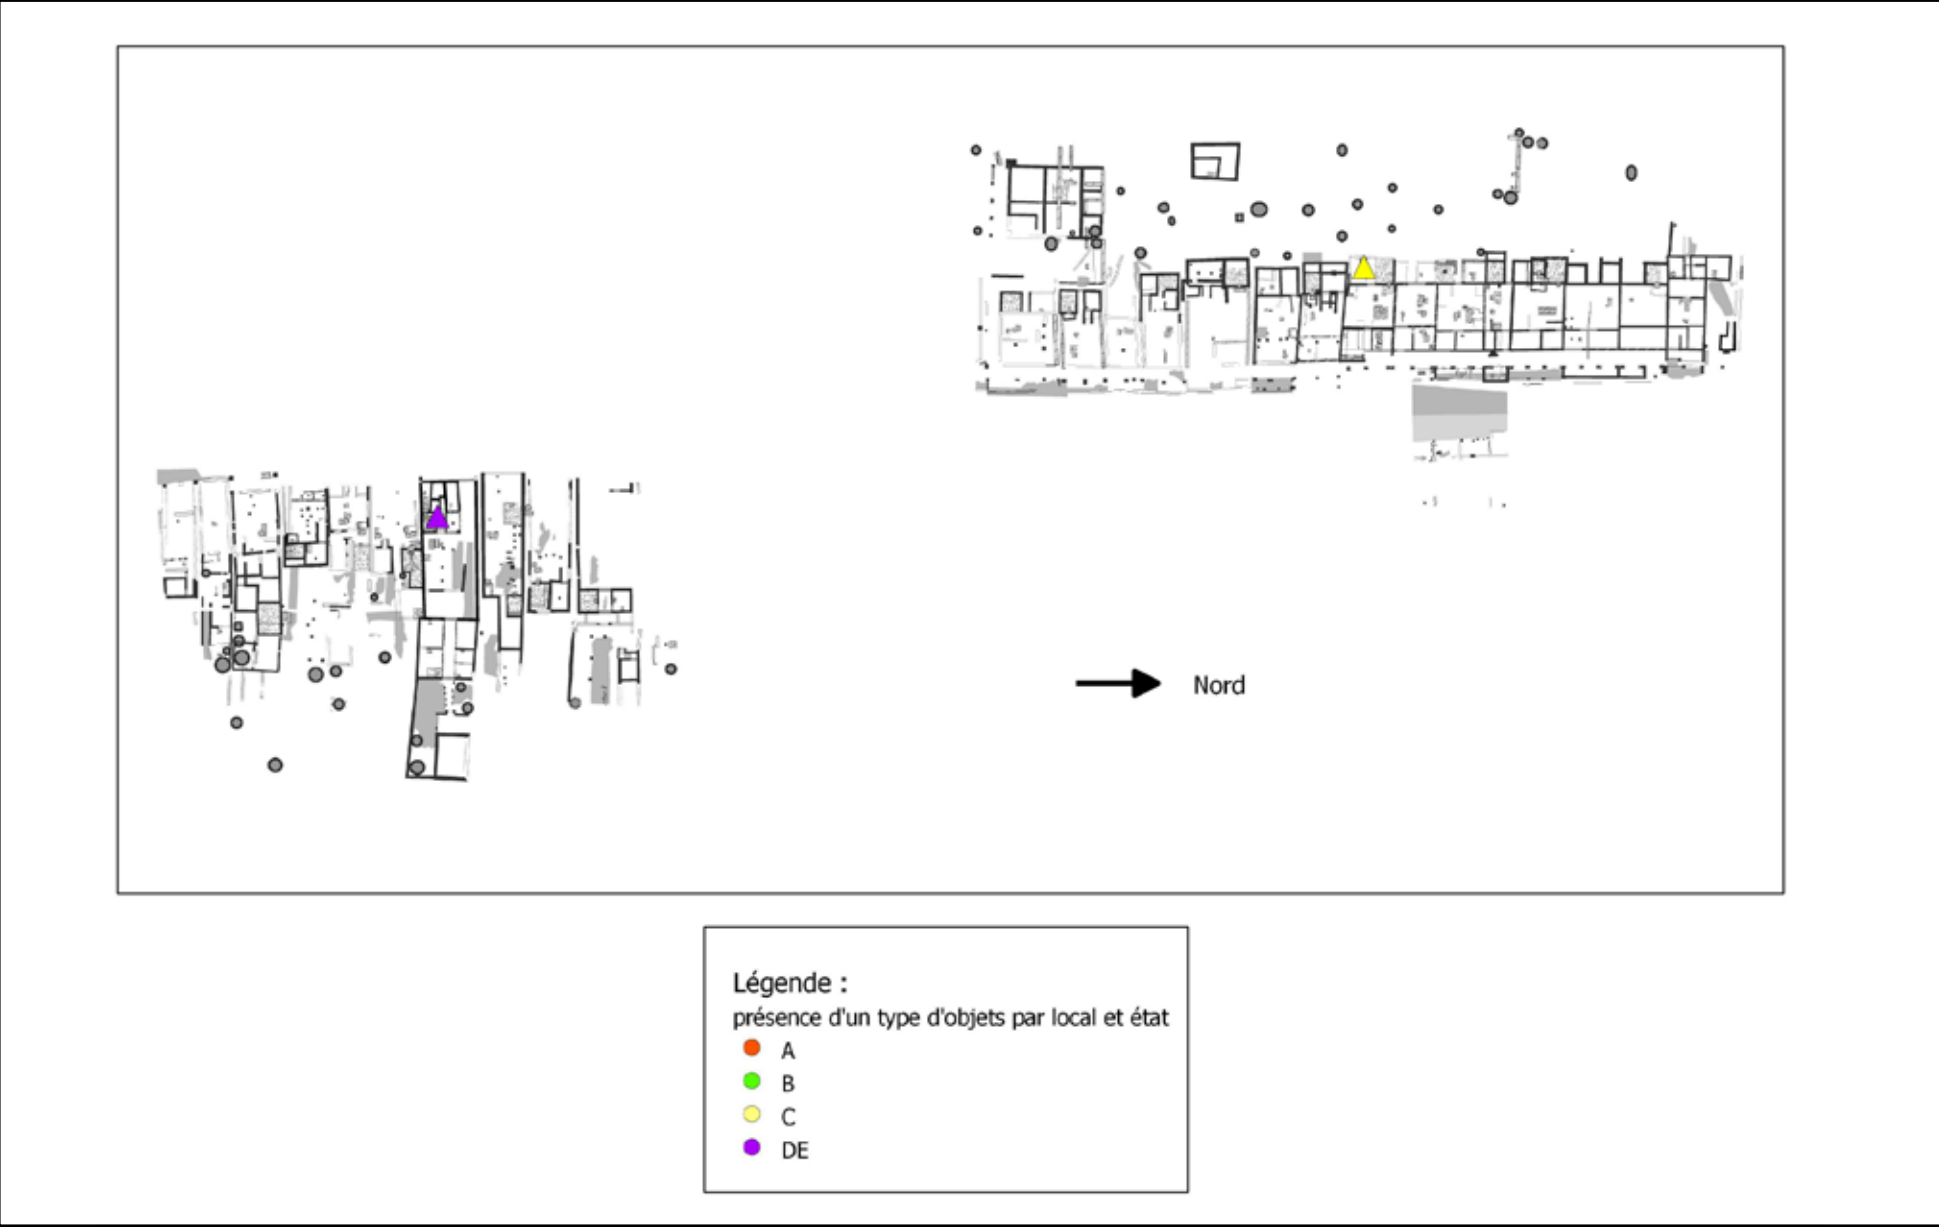 Nord
Légende :
présence d'un type d'objets par local et état
A
B
C
DE